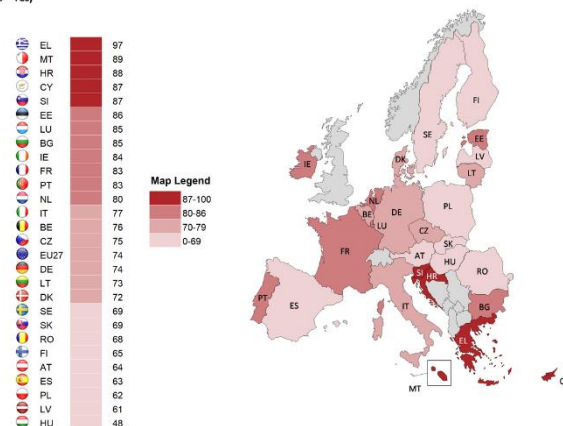 EL 97
MT 89
HR 88
CY 87
SI 87
EE 86
LU 85
BG 85
IE 84
FR 83
PT 83
NL 80
IT 77
BE 76
CZ 75
EU27 74
DE 74
LT 73
DK 72
SE 69
SK 69
RO 68
FI 65
AT 64
ES 63
PL 62
LV 61
HU 48
Map Legend
87-100
80-86
70-79
0-69
FI
SE
EE
LV
LT
DK
IE
NL
BE
DE
PL
LU
CZ
SK
FR
AT
HU
RO
SI
HR
PT
ES
IT
BG
EL
MT
C